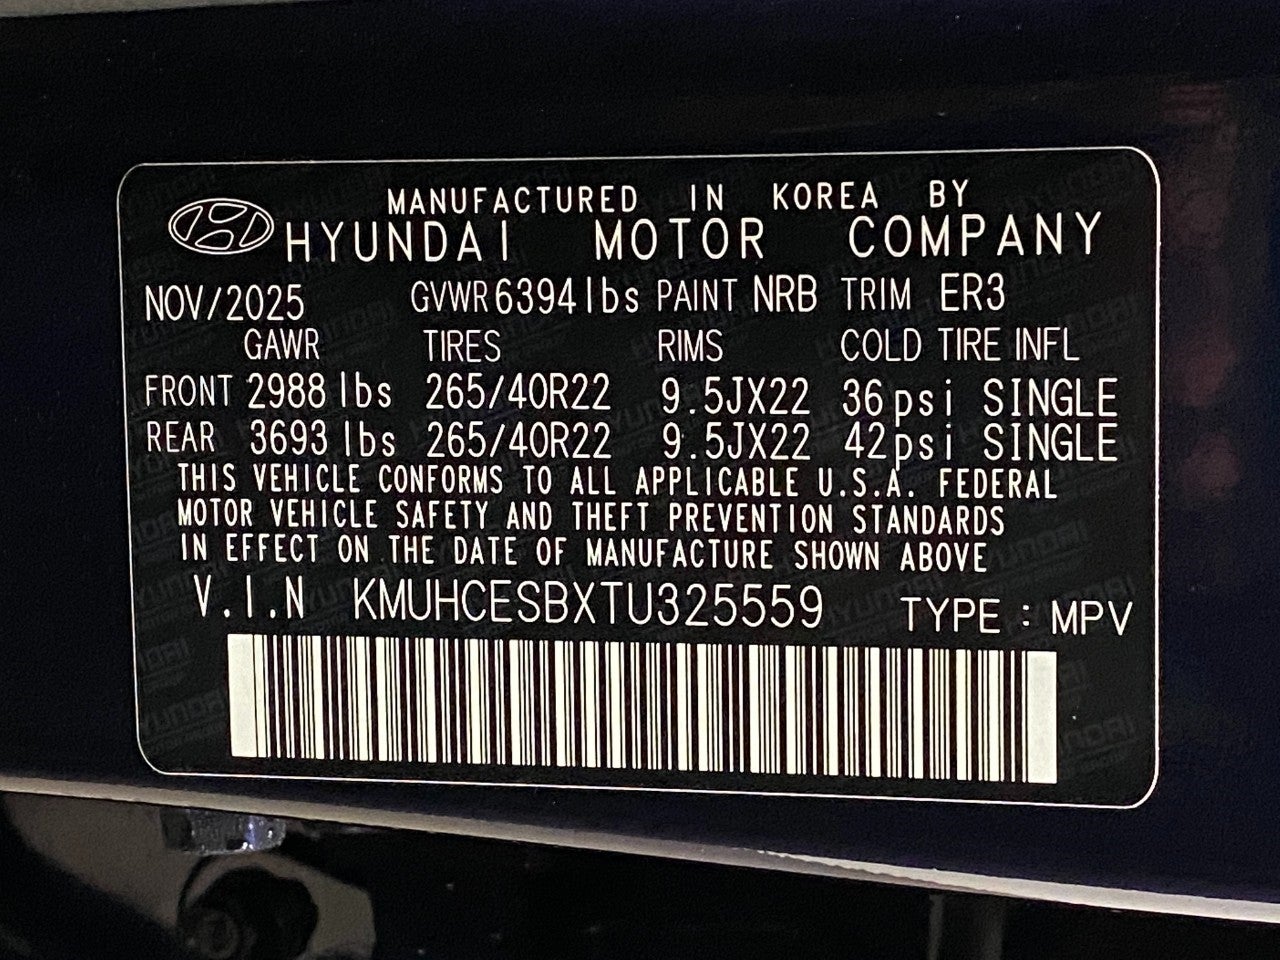 MANUFACTURED IN KOREA BY
HYUNDAI MOTOR COMPANY
NOV/2025 GVWR 6394lbs PAINT NRB TRIM ER3
GAWR TIRES RIMS COLD TIRE INFL
FRONT 2988 lbs 265/40R22 9.5JX22 36psi SINGLE
REAR 3693 lbs 265/40R22 9.5JX22 42psi SINGLE
THIS VEHICLE CONFORMS TO ALL APPLICABLE U.S.A. FEDERAL
MOTOR VEHICLE SAFETY AND THEFT PREVENTION STANDARDS
IN EFFECT ON THE DATE OF MANUFACTURE SHOWN ABOVE
V.I.N KMUHCESBXTU325559 TYPE : MPV